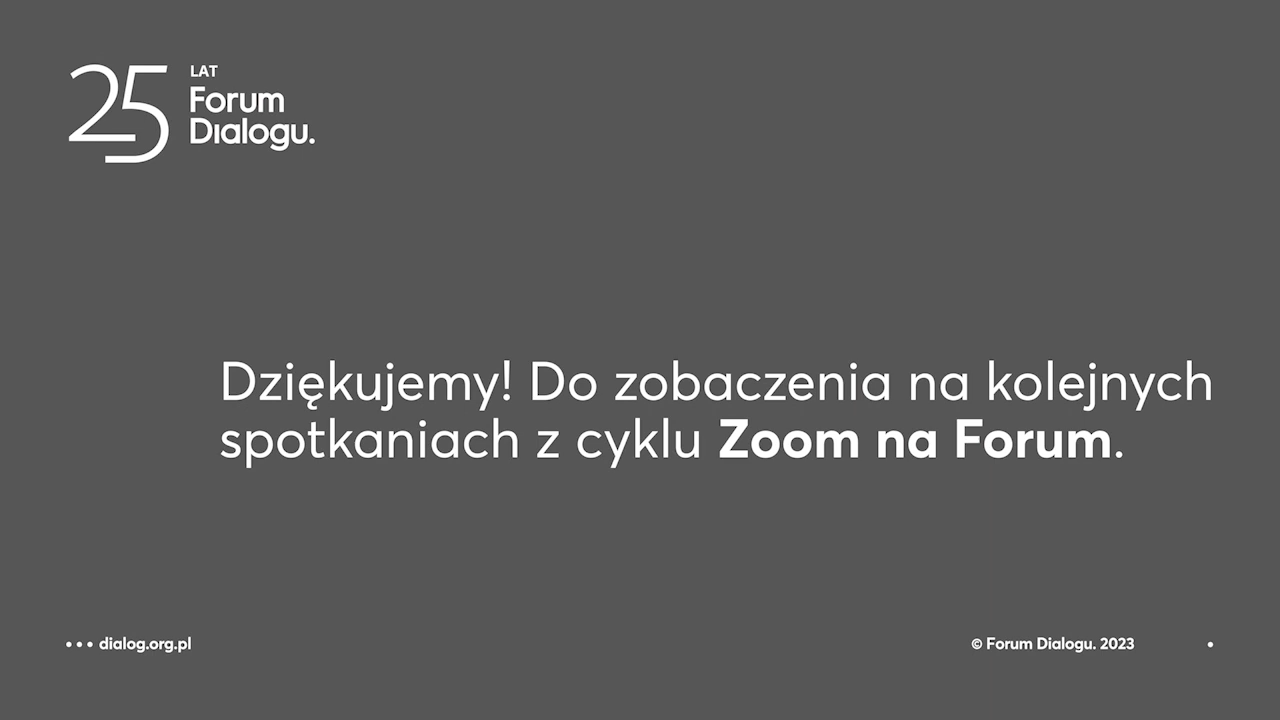 25 LAT
Forum
Dialogu.
Dziękujemy! Do zobaczenia na kolejnych
spotkaniach z cyklu Zoom na Forum.
••• dialog.org.pl
© Forum Dialogu. 2023